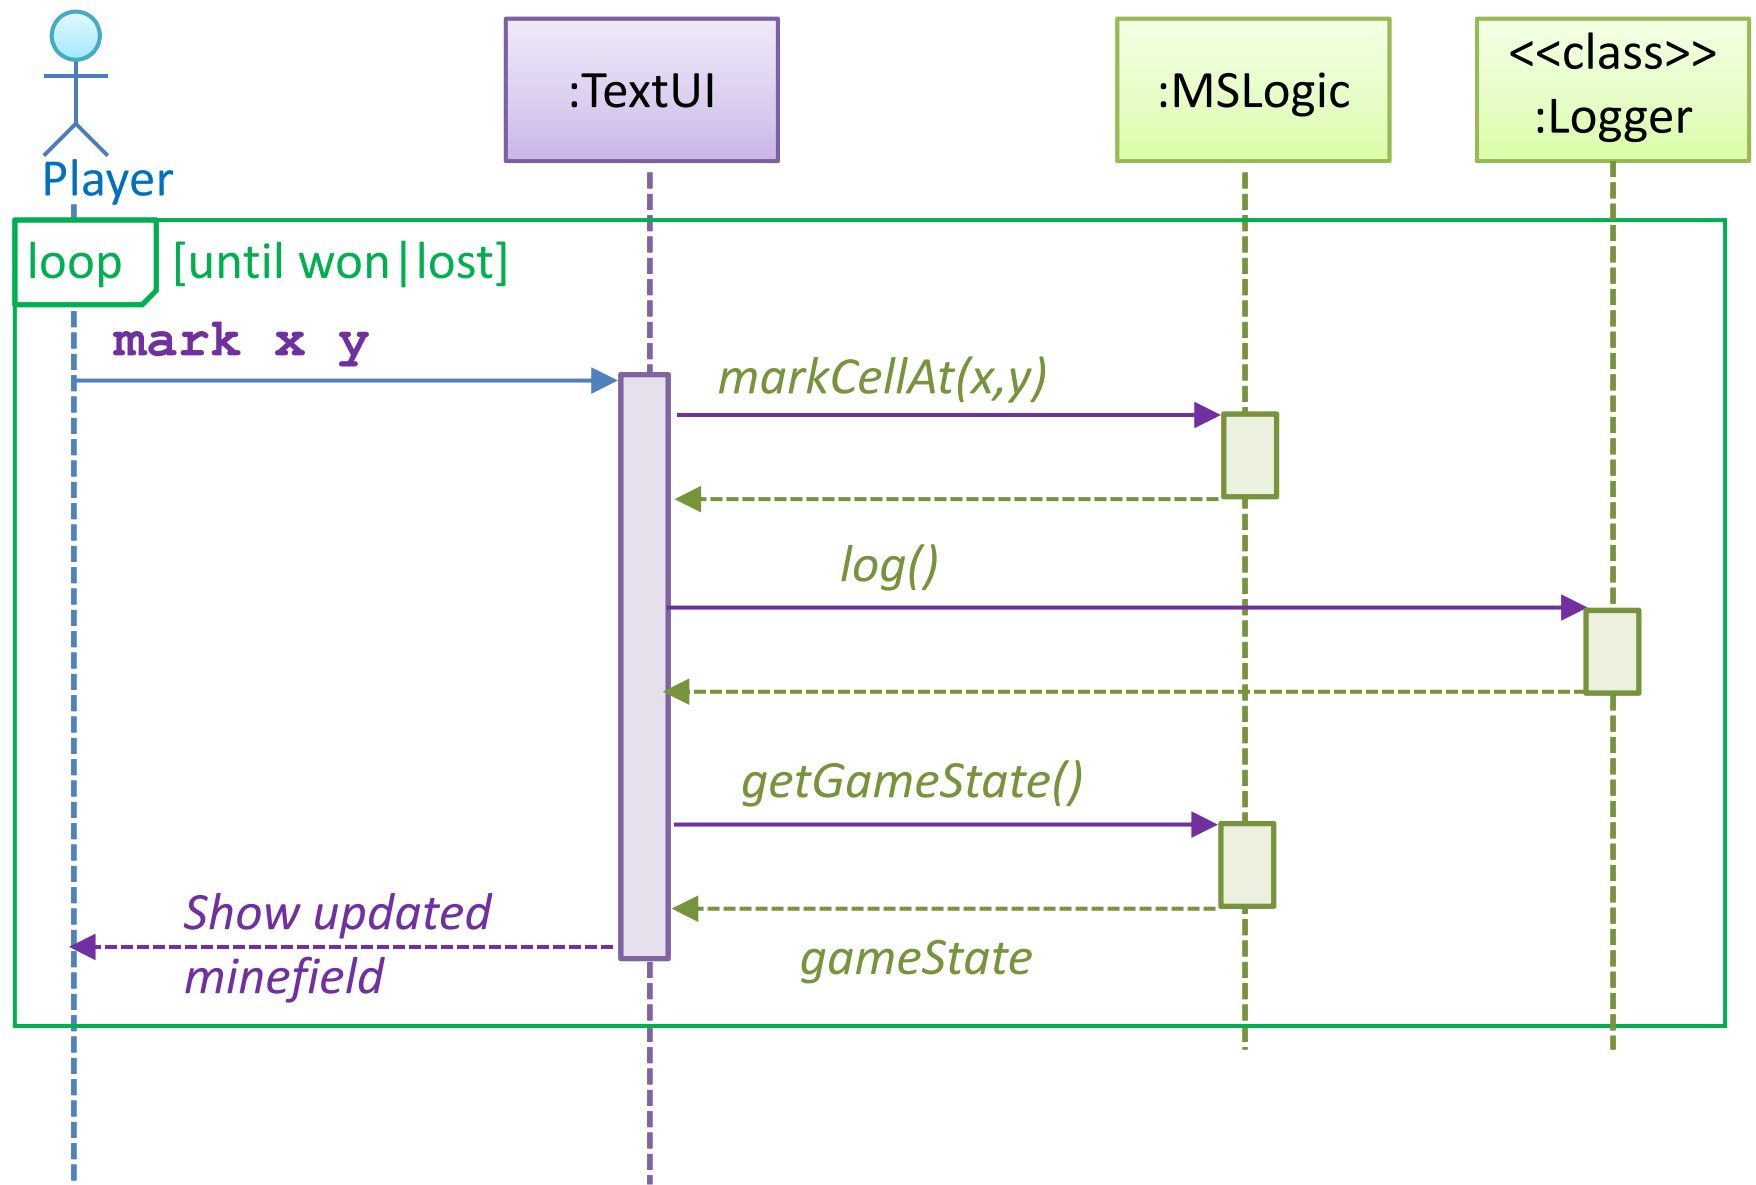 Player
:TextUI
:MSLogic
<<class>>
:Logger
loop [until won|lost]
mark x y
markCellAt(x,y)
log()
getGameState()
Show updated
minefield
gameState